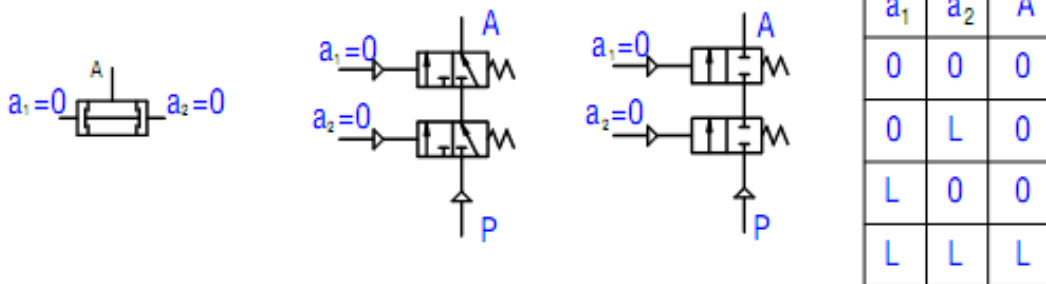 A
a₁=0 a₂=0
A
a₁=0
a₂=0
P
A
a₁=0
a₂=0
P
a₁ a₂ A
0 0 0
0 L 0
L 0 0
L L L